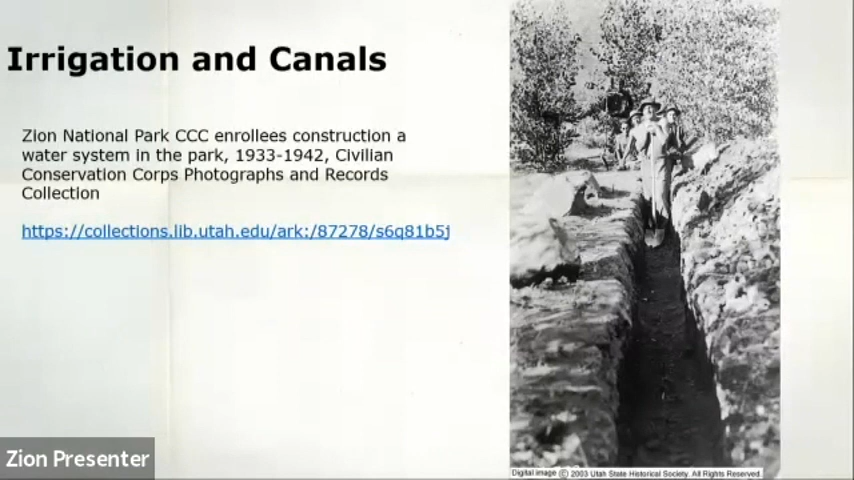 Irrigation and Canals
Zion National Park CCC enrollees construction a
water system in the park, 1933-1942, Civilian
Conservation Corps Photographs and Records
Collection
https://collections.lib.utah.edu/ark:/87278/s6q81b5j
Digital image © 2003 Utah State Historical Society. All Rights Reserved.
Zion Presenter